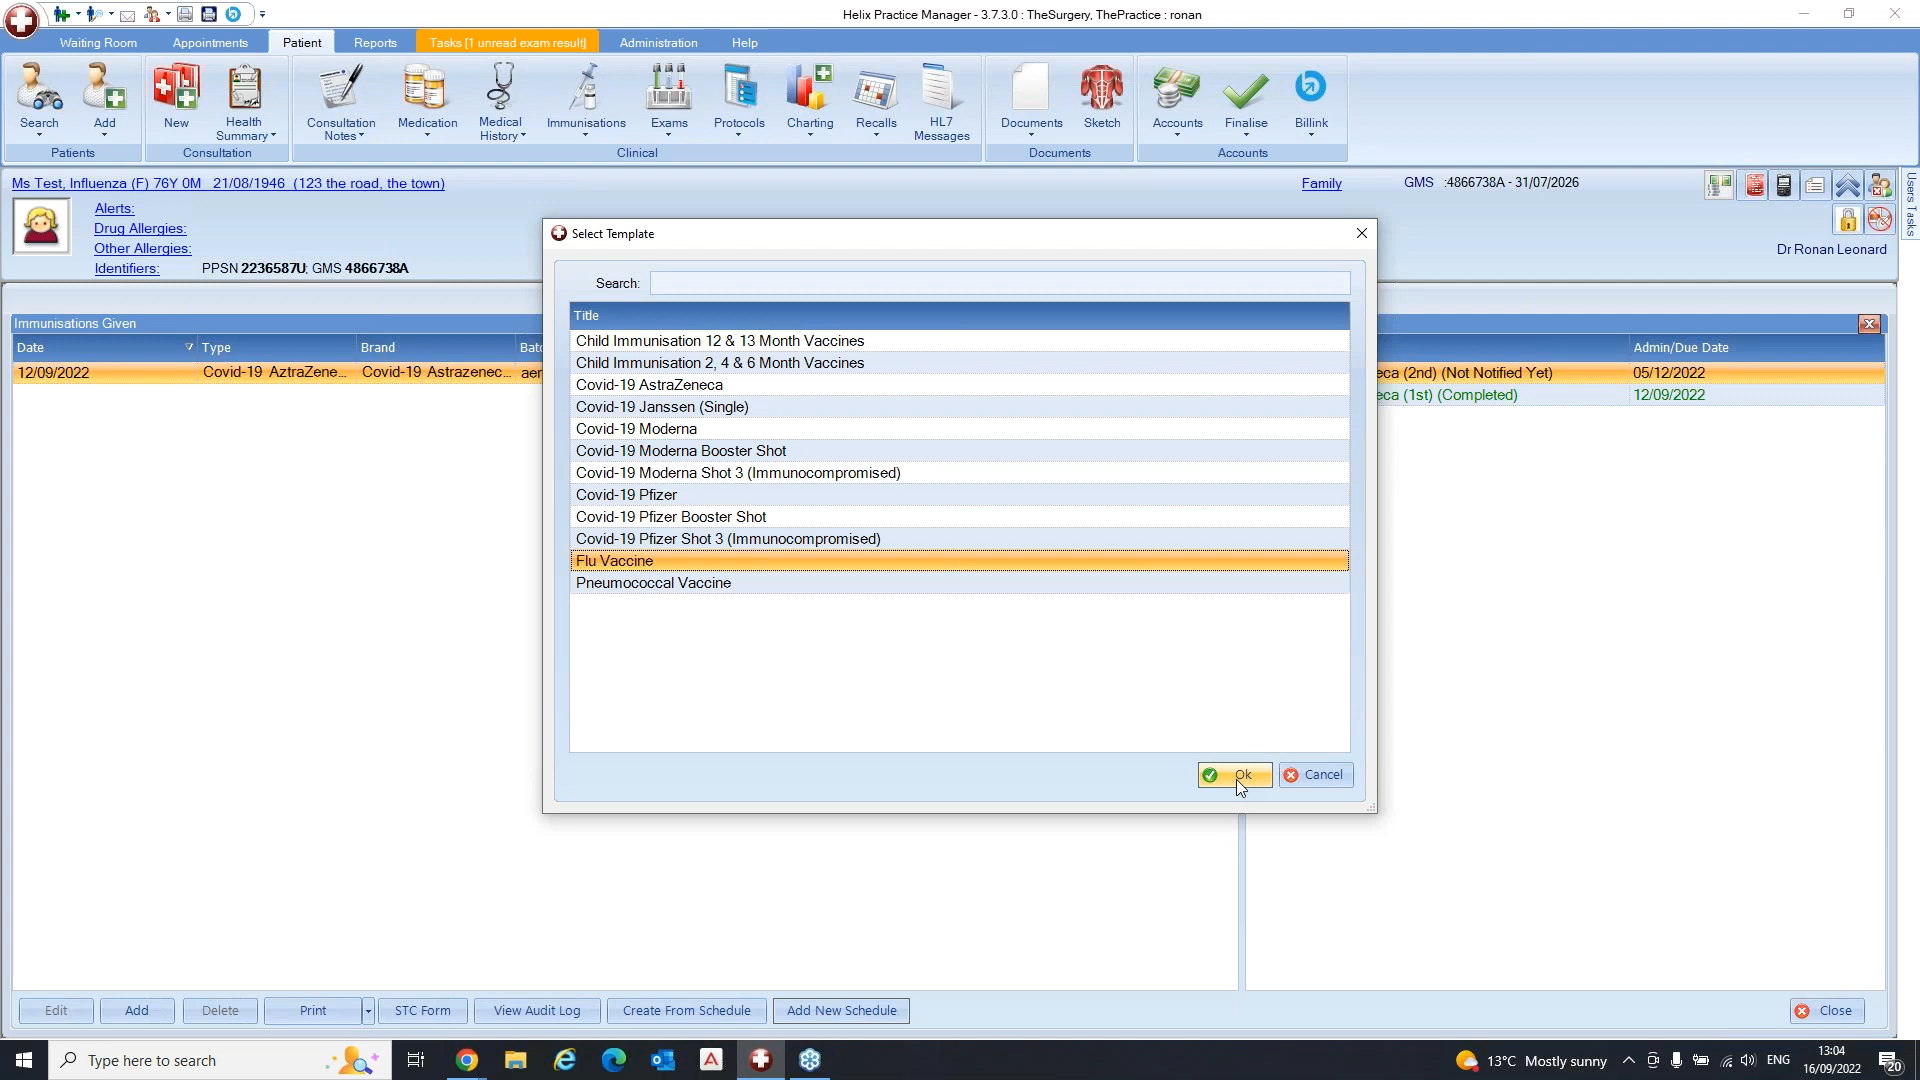 Helix Practice Manager - 3.7.3.0 : TheSurgery, ThePractice : ronan
Waiting Room Appointments Patient Reports Tasks [1 unread exam result] Administration Help
Search Add New Health Summary Consultation Notes Medication Medical History Immunisations Exams Protocols Charting Recalls HL7 Messages Documents Sketch Accounts Finalise Billink
Patients Consultation Clinical Documents Accounts
Ms Test, Influenza (F) 76Y 0M 21/08/1946 (123 the road, the town) Family GMS :4866738A - 31/07/2026
Users Tasks
Alerts:
Drug Allergies:
Other Allergies: Dr Ronan Leonard
Identifiers: PPSN 2236587U; GMS 4866738A
Select Template
Search:
Title
Child Immunisation 12 & 13 Month Vaccines
Child Immunisation 2, 4 & 6 Month Vaccines
Covid-19 AstraZeneca
Covid-19 Janssen (Single)
Covid-19 Moderna
Covid-19 Moderna Booster Shot
Covid-19 Moderna Shot 3 (Immunocompromised)
Covid-19 Pfizer
Covid-19 Pfizer Booster Shot
Covid-19 Pfizer Shot 3 (Immunocompromised)
Flu Vaccine
Pneumococcal Vaccine
Ok Cancel
Immunisations Given
Date Type Brand Batc
12/09/2022 Covid-19 AztraZene... Covid-19 Astrazenec... aer
Admin/Due Date
eca (2nd) (Not Notified Yet) 05/12/2022
eca (1st) (Completed) 12/09/2022
Edit Add Delete Print STC Form View Audit Log Create From Schedule Add New Schedule Close
Type here to search
13°C Mostly sunny ENG 13:04
16/09/2022 20